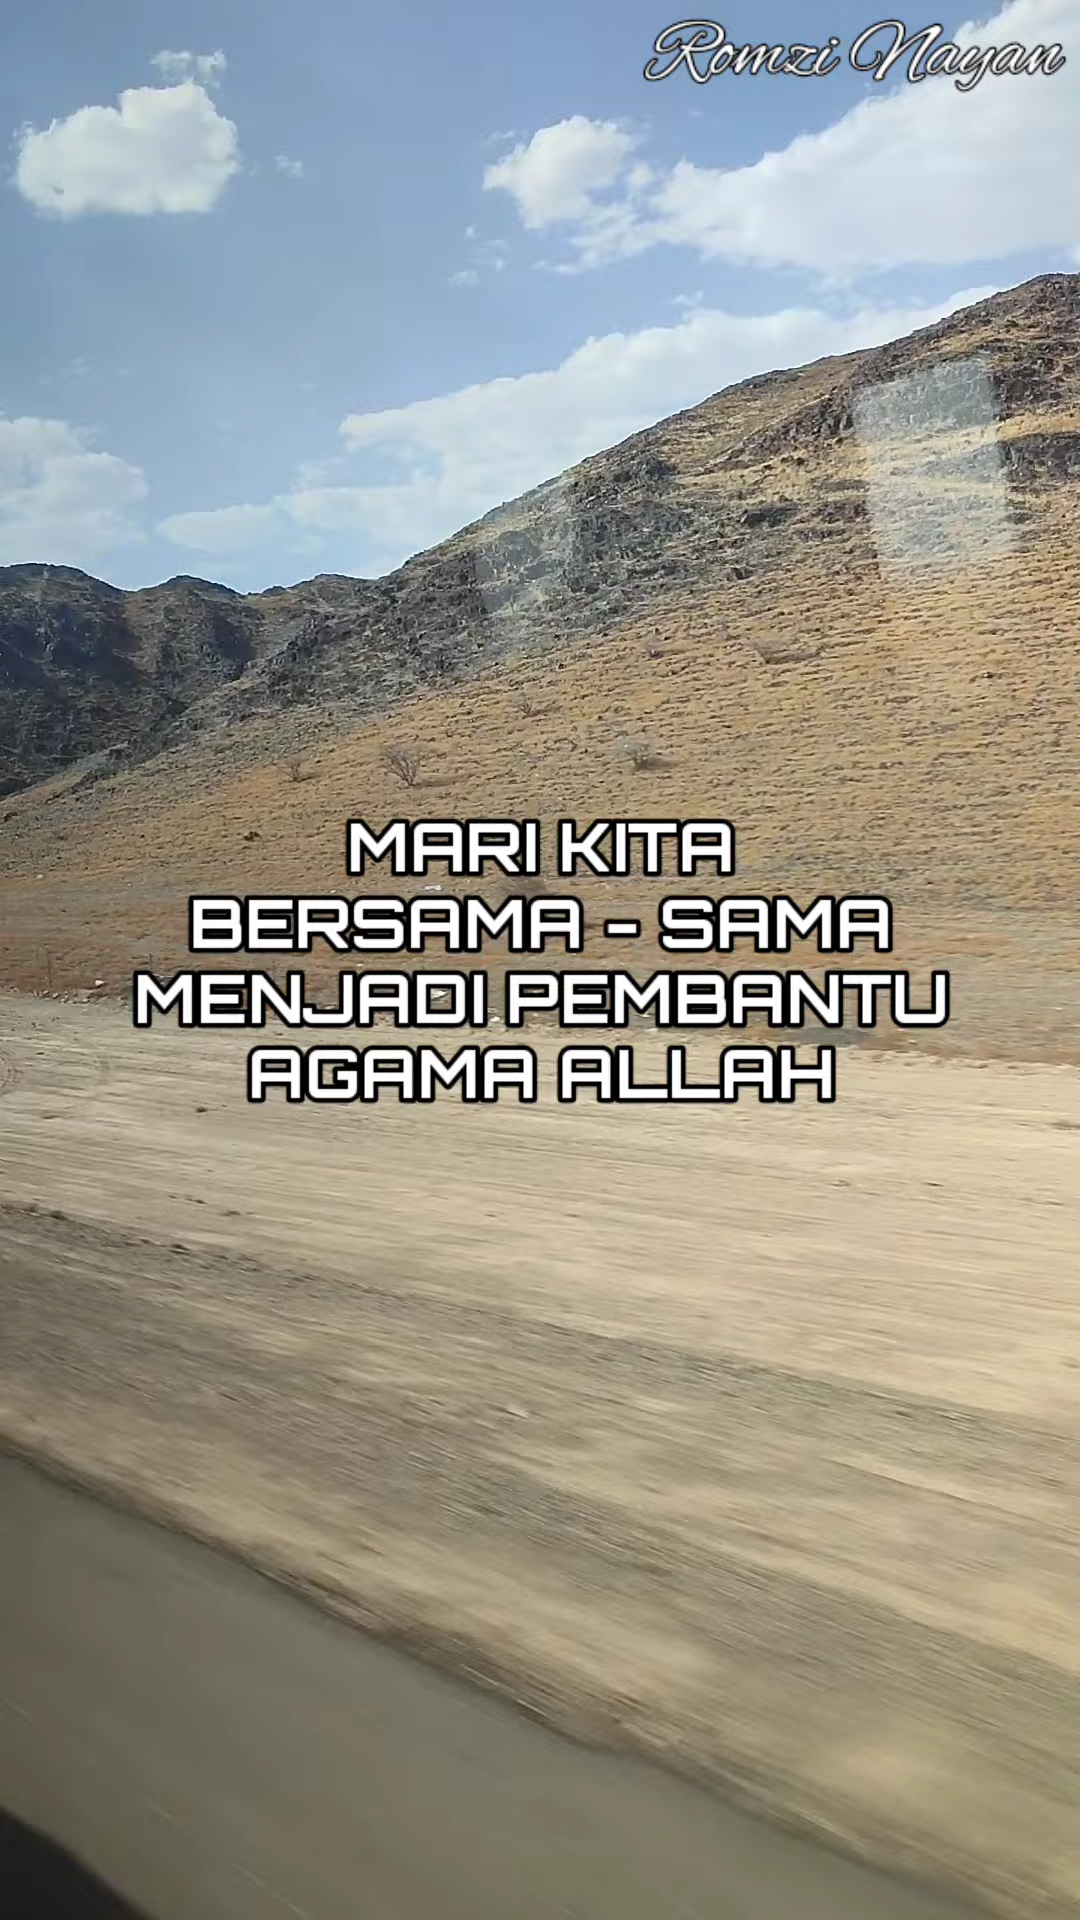 Romzi Nayan
MARI KITA
BERSAMA - SAMA
MENJADI PEMBANTU
AGAMA ALLAH